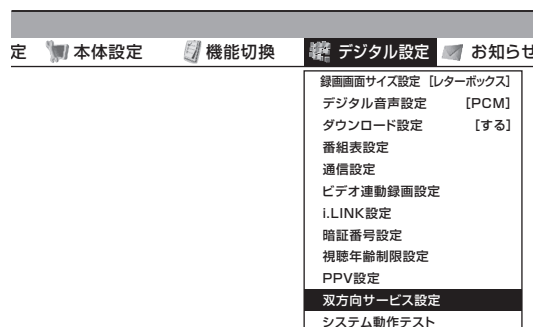 定 本体設定 機能切換 デジタル設定 お知らせ
録画画面サイズ設定 [レターボックス]
デジタル音声設定 [PCM]
ダウンロード設定 [する]
番組表設定
通信設定
ビデオ連動録画設定
i.LINK設定
暗証番号設定
視聴年齢制限設定
PPV設定
双方向サービス設定
システム動作テスト